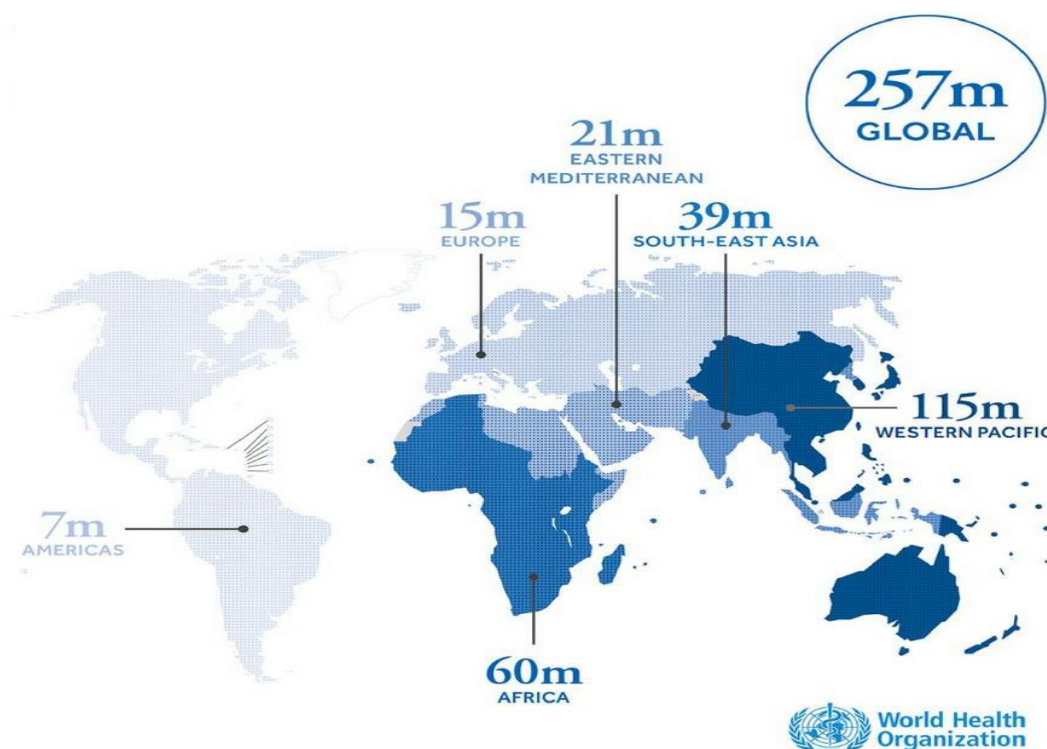 257m
GLOBAL
21m
EASTERN
MEDITERRANEAN
15m
EUROPE
39m
SOUTH-EAST ASIA
115m
WESTERN PACIFIC
7m
AMERICAS
60m
AFRICA
World Health
Organization